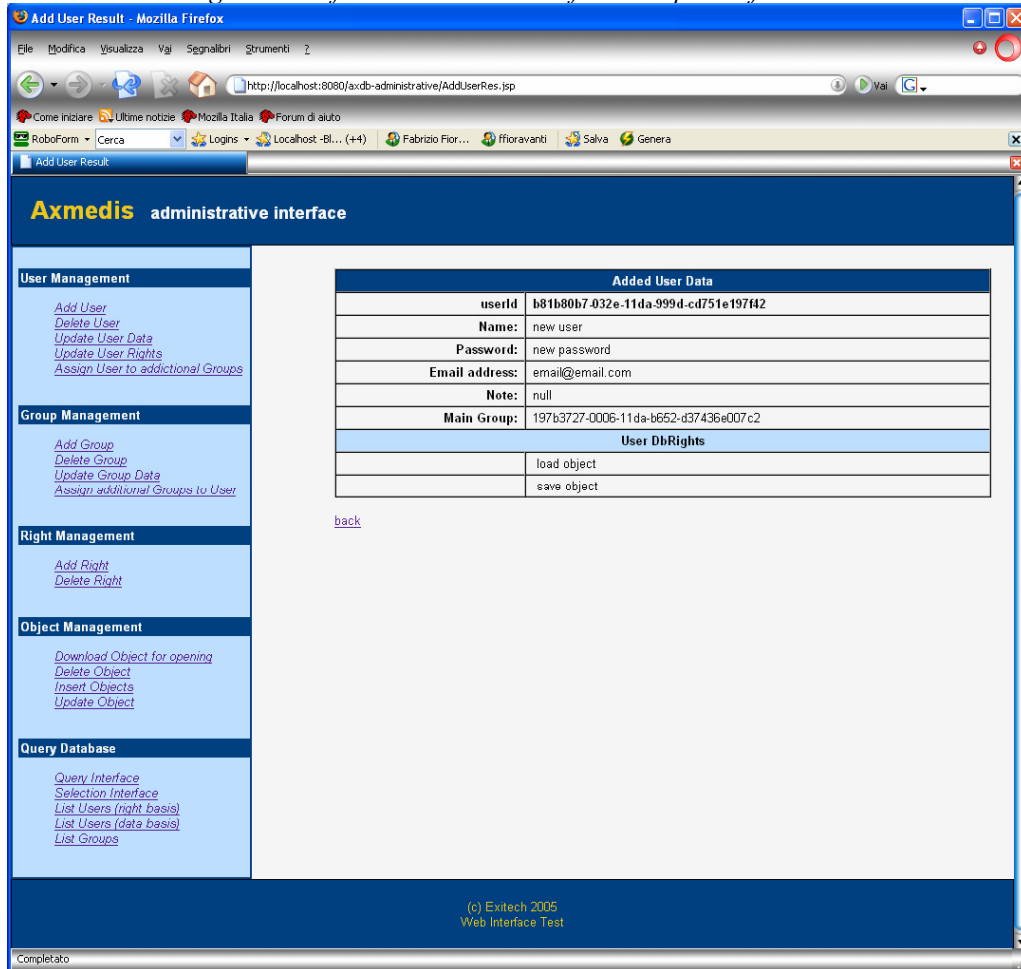 Add User Result - Mozilla Firefox
File Modifica Visualizza Vai Segnalibri Strumenti ?
http://localhost:8080/axdb-administrative/AddUserRes.jsp Vai G
Come iniziare Ultime notizie Mozilla Italia Forum di aiuto
RoboForm Cerca Logins Localhost -Bl... (+4) Fabrizio Fior... ffioravanti Salva Genera
Add User Result
Axmedis administrative interface
User Management
Add User
Delete User
Update User Data
Update User Rights
Assign User to addictional Groups
Group Management
Add Group
Delete Group
Update Group Data
Assign additional Groups to User
Right Management
Add Right
Delete Right
Object Management
Download Object for opening
Delete Object
Insert Objects
Update Object
Query Database
Query Interface
Selection Interface
List Users (right basis)
List Users (data basis)
List Groups
Added User Data
userId b81b80b7-032e-11da-999d-cd751e197f42
Name: new user
Password: new password
Email address: email@email.com
Note: null
Main Group: 197b3727-0006-11da-b652-d37436e007c2
User DbRights
load object
save object
back
(c) Exitech 2005
Web Interface Test
Completato